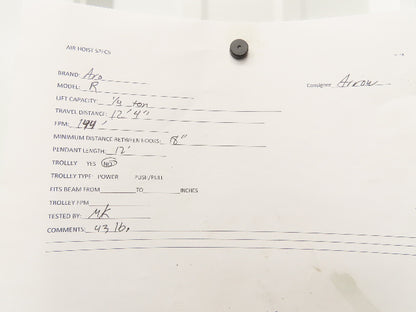 AIR HOIST SPECS
Consignor Arrow
BRAND: Aro
MODEL: R
LIFT CAPACITY: ton
TRAVEL DISTANCE: 12' 4"
FPM: 144'
MINIMUM DISTANCE BETWEEN HOOKS: 18"
PENDANT LENGTH: 12'
TROLLEY YES NO
TROLLEY TYPE POWER PUSH/PULL
FITS BEAM FROM TO INCHES
TROLLEY FPM
TESTED BY: MK
COMMENTS: 43 lb.